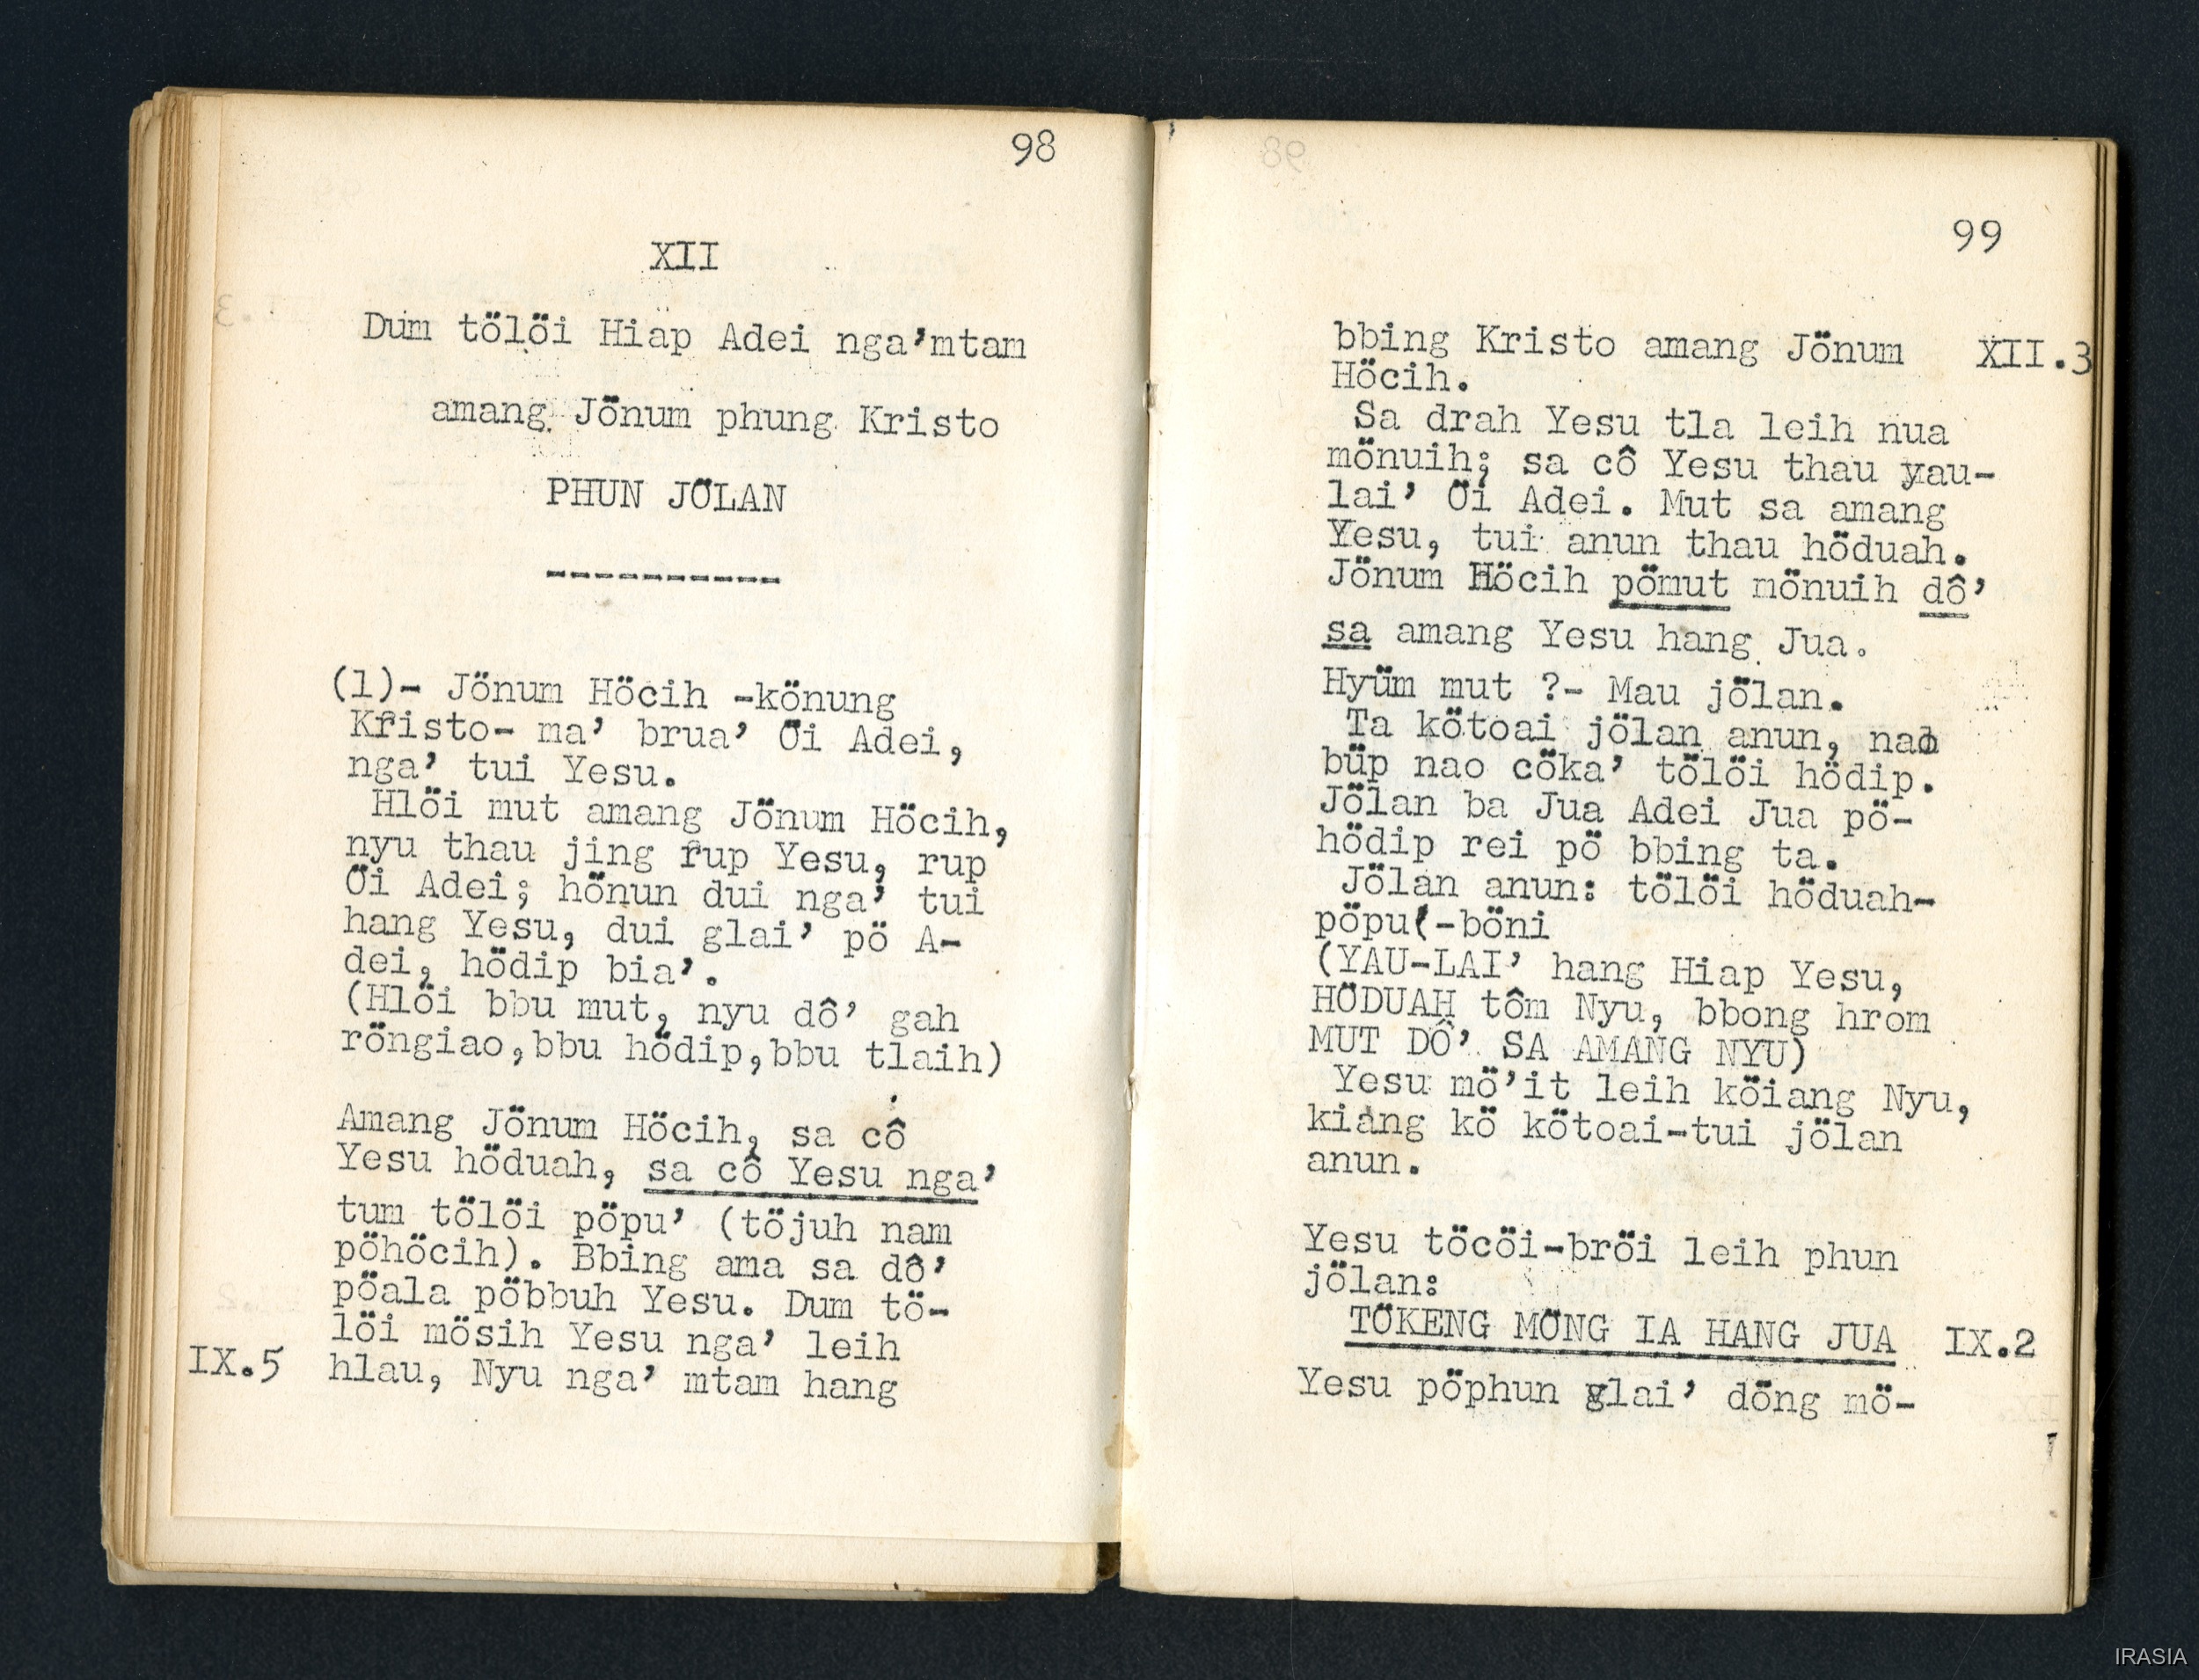 98
XII
Dum tölöi Hiap Adei nga’mtam
amang Jönum phung Kristo
PHUN JÖLAN
-----------
(1)- Jönum Höcih -könung
Kristo- ma’ brua’ Öi Adei,
nga’ tui Yesu.
Hlöi mut amang Jönum Höcih,
nyu thau jing rup Yesu, rup
Öi Adei; hönun dui nga’ tui
hang Yesu, dui glai’ pö A-
dei, hödip bia’.
(Hlöi bbu mut, nyu dô’ gah
röngiao,bbu hödip,bbu tlaih)
Amang Jönum Höcih, sa cô
Yesu höduah, sa cô Yesu nga’
tum tölöi pöpu’ (töjuh nam
pöhöcih). Bbing ama sa dô’
pöala pöbbuh Yesu. Dum tö-
löi mösih Yesu nga’ leih
IX.5 hlau, Nyu nga’ mtam hang
99
bbing Kristo amang Jönum XII.3
Höcih.
Sa drah Yesu tla leih nua
mönuih; sa cô Yesu thau yau-
lai’ Öi Adei. Mut sa amang
Yesu, tui anun thau höduah.
Jönum Höcih pömut mönuih dô’
sa amang Yesu hang Jua.
Hyüm mut ?- Mau jölan.
Ta kötoai jölan anun, nao
büp nao cöka’ tölöi hödip.
Jölan ba Jua Adei Jua pö-
hödip rei pö bbing ta.
Jölan anun: tölöi höduah-
pöpu(-böni
(YAU-LAI’ hang Hiap Yesu,
HÖDUAH tôm Nyu, bbong hrom
MUT DÔ’ SA AMANG NYU)
Yesu mö’it leih köiang Nyu,
kiang kö kötoai-tui jölan
anun.
Yesu töcöi-bröi leih phun
jölan:
TÖKENG MÖNG IA HANG JUA IX.2
Yesu pöphun glai’ döng mö-
IRASIA